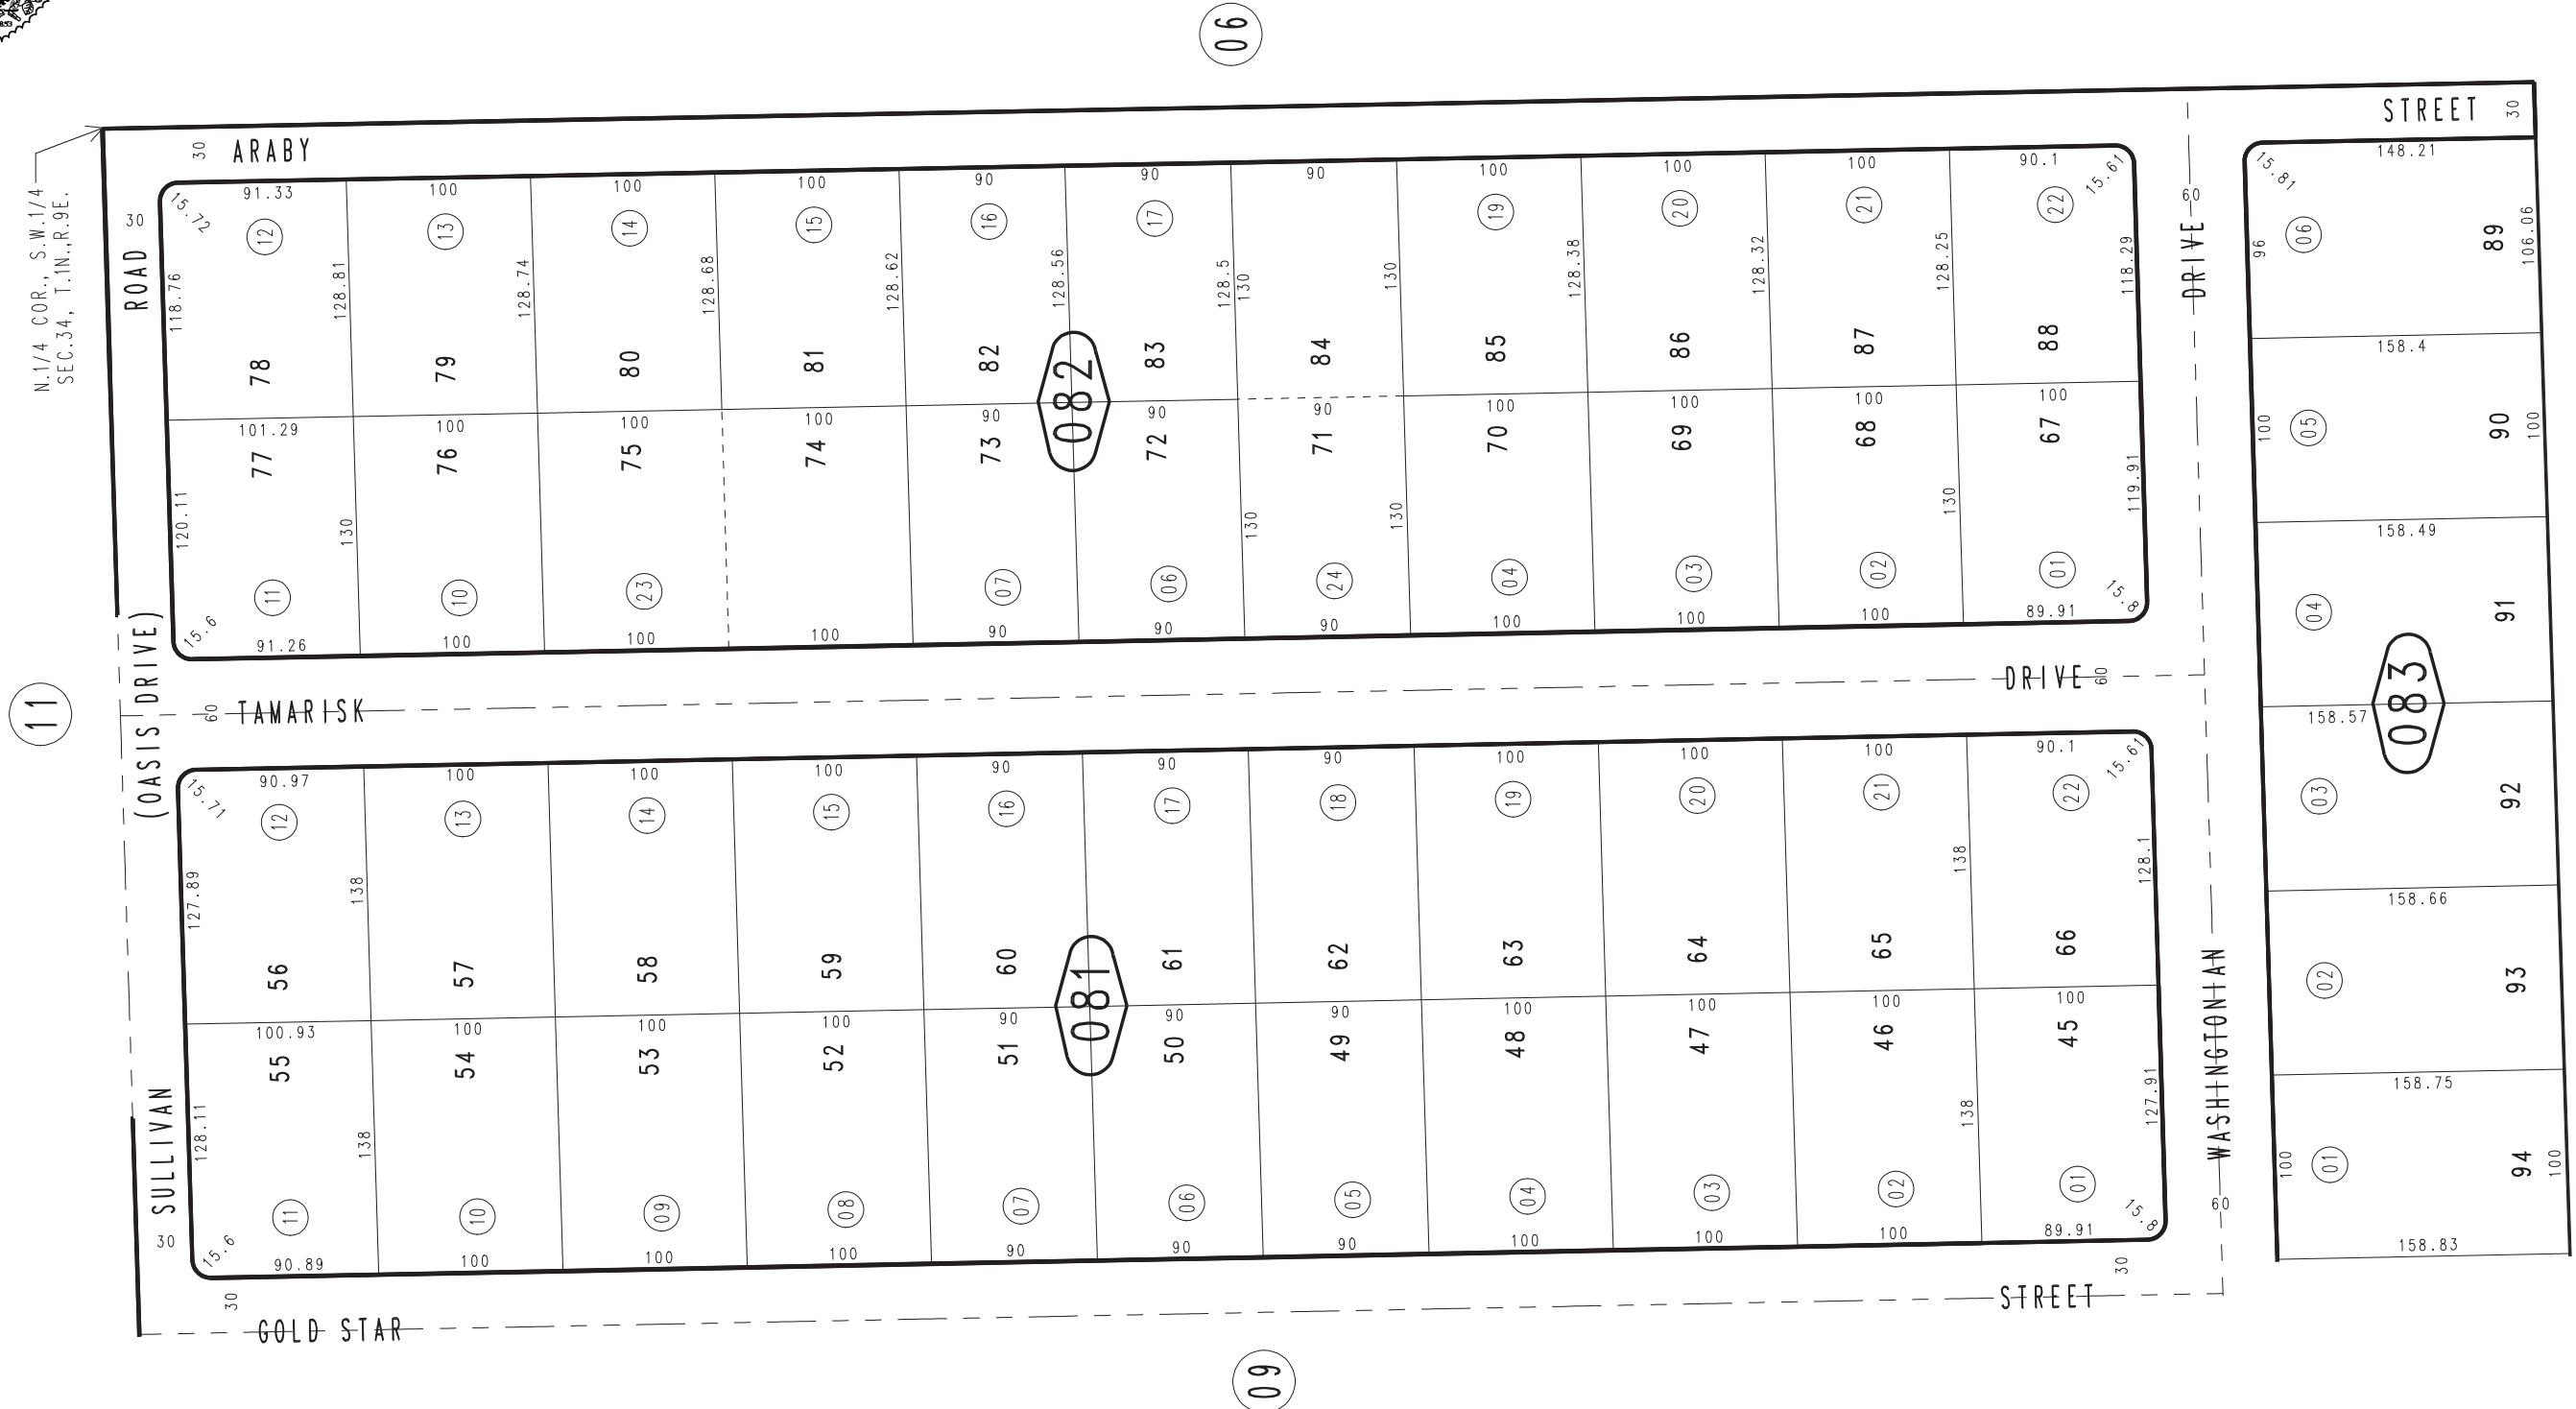 06
N.1/4 COR., S.W.1/4
SEC.34, T.1N.,R.9E.
30 ARABY STREET 30
30 ROAD
15.72 91.33 100 100 100 90 90 90 100 100 100 90.1 15.61
12 13 14 15 16 17 19 20 21 22
118.76 128.81 128.74 128.68 128.62 128.56 128.5 130 130 128.38 128.32 128.25 118.29
78 79 80 81 82 83 84 85 86 87 88
082
101.29 100 100 100 90 90 90 100 100 100 100
77 76 75 74 73 72 71 70 69 68 67
120.11 130 130 130 130 119.91
11 10 23 07 06 24 04 03 02 01
15.6 91.26 100 100 100 90 90 90 100 100 100 89.91 15.8
11
(OASIS DRIVE)
60 TAMARISK DRIVE 60
15.71 90.97 100 100 100 90 90 90 100 100 100 90.1 15.61
12 13 14 15 16 17 18 19 20 21 22
127.89 138 138 128.1
56 57 58 59 60 61 62 63 64 65 66
081
100.93 100 100 100 90 90 90 100 100 100 100
55 54 53 52 51 50 49 48 47 46 45
128.11 138 138 127.91
11 10 09 08 07 06 05 04 03 02 01
15.6 90.89 100 100 100 90 90 90 100 100 100 89.91 15.8
SULLIVAN
30
30 30
GOLD STAR STREET
60
DRIVE
WASHINGTONIAN
60
15.81 148.21
96 06 89 106.06
158.4
100 05 90 100
158.49
04 91
158.57
083
03 92
158.66
02 93
158.75
100 01 94 100
158.83
09